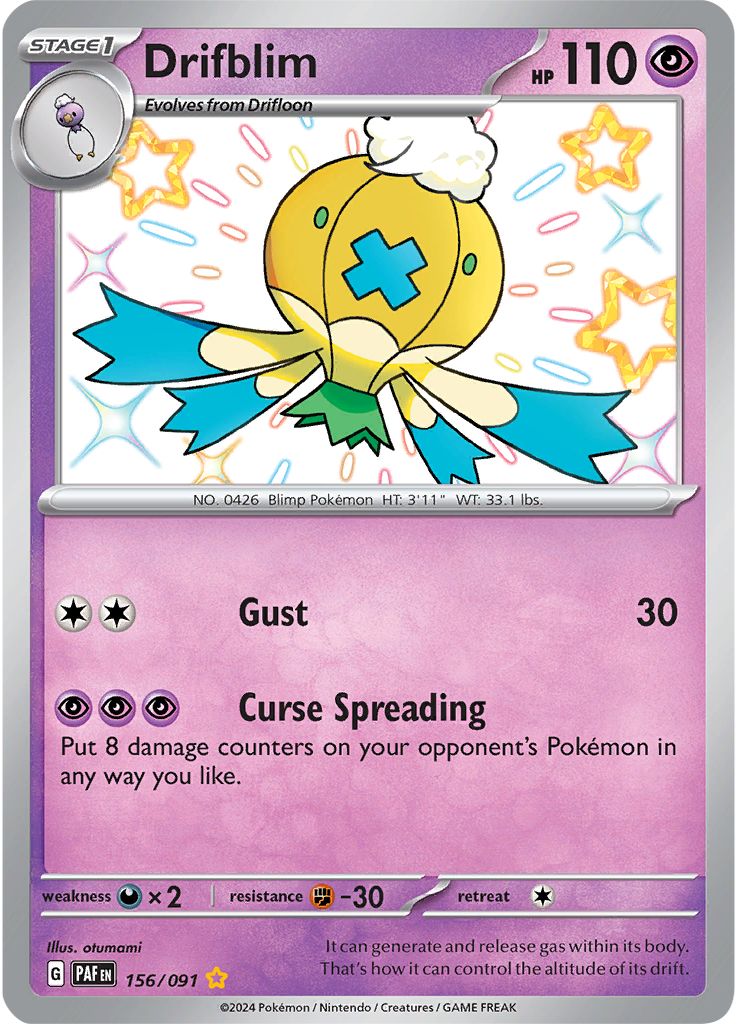 STAGE1
Drifblim
HP 110
Evolves from Drifloon
NO. 0426 Blimp Pokémon HT: 3'11" WT: 33.1 lbs.
Gust 30
Curse Spreading
Put 8 damage counters on your opponent's Pokémon in
any way you like.
weakness ×2 resistance -30 retreat
Illus. otumami
It can generate and release gas within its body.
That's how it can control the altitude of its drift.
G PAF EN 156/091
©2024 Pokémon / Nintendo / Creatures / GAME FREAK